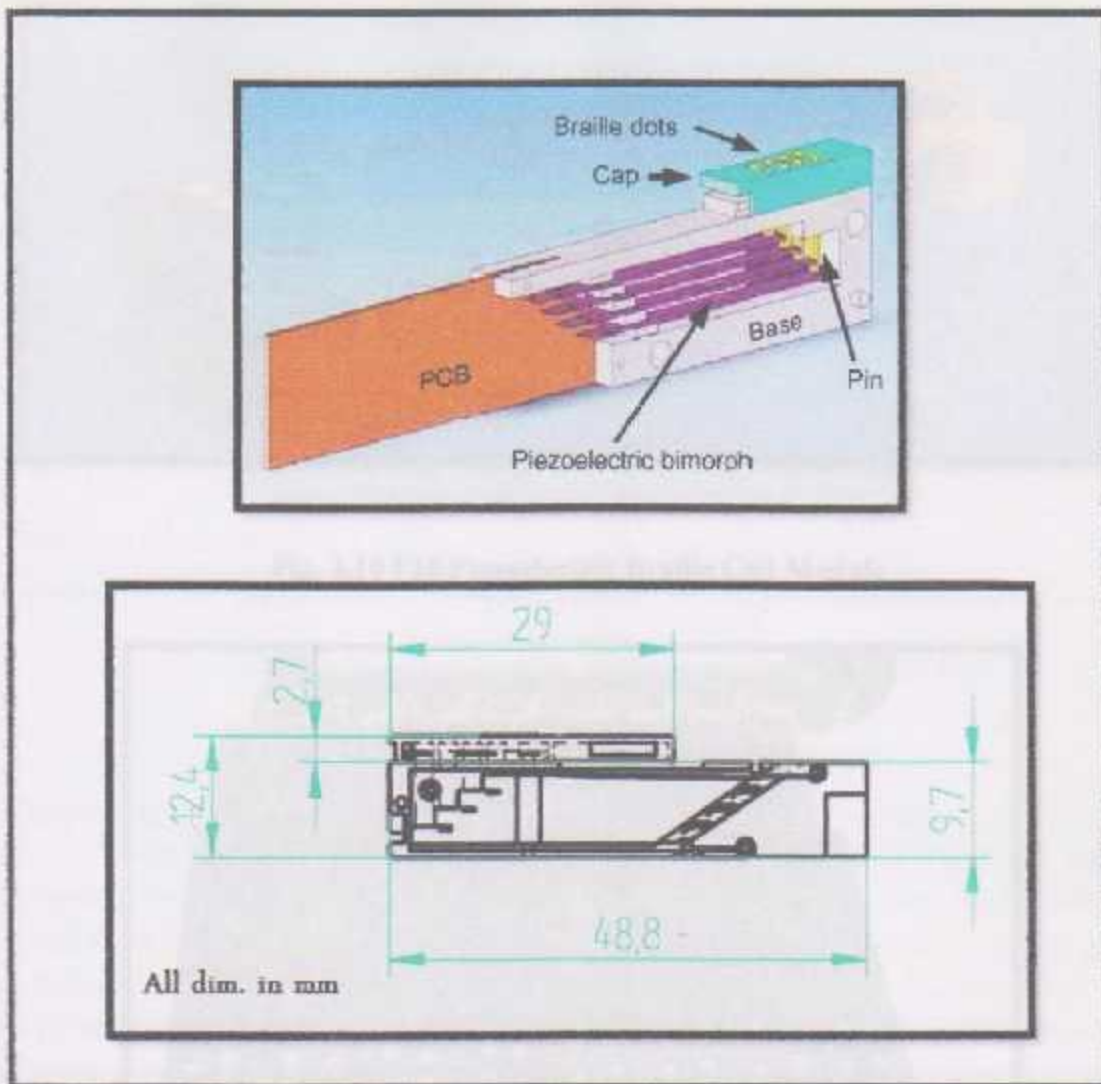 Braille dots
Cap
PCB
Base
Pin
Piezoelectric bimorph
29
2,7
12,4
9,7
48,8
All dim. in mm